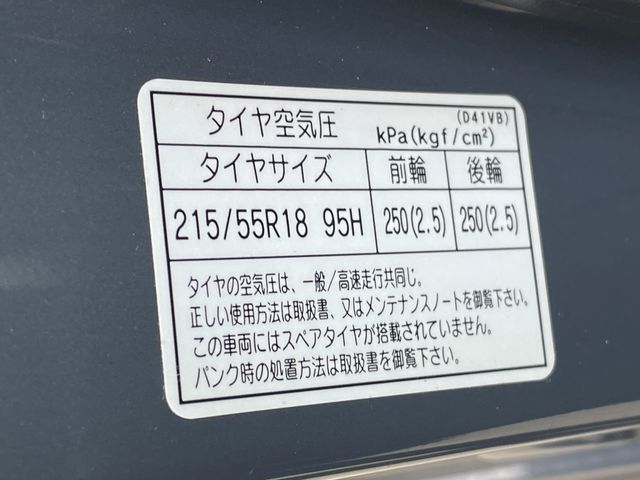 タイヤ空気圧 kPa(kgf/cm²) (D41VB)
タイヤサイズ 前輪 後輪
215/55R18 95H 250(2.5) 250(2.5)
タイヤの空気圧は、一般/高速走行共同じ。
正しい使用方法は取扱書、又はメンテナンスノートを御覧下さい。
この車両にはスペアタイヤが搭載されていません。
パンク時の処置方法は取扱書を御覧下さい。